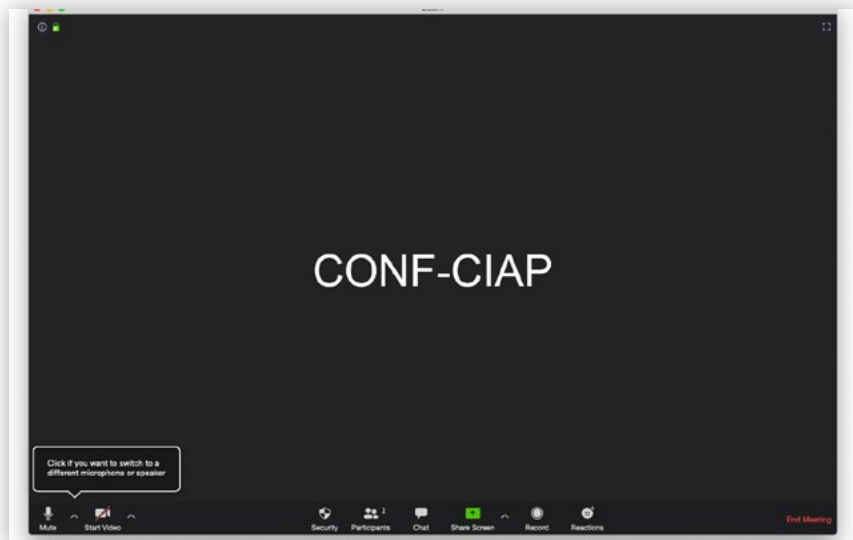 CONF-CIAP
Click if you want to switch to a
different microphone or speaker
1
Mute Start Video Security Participants Chat Share Screen Record Reactions End Meeting